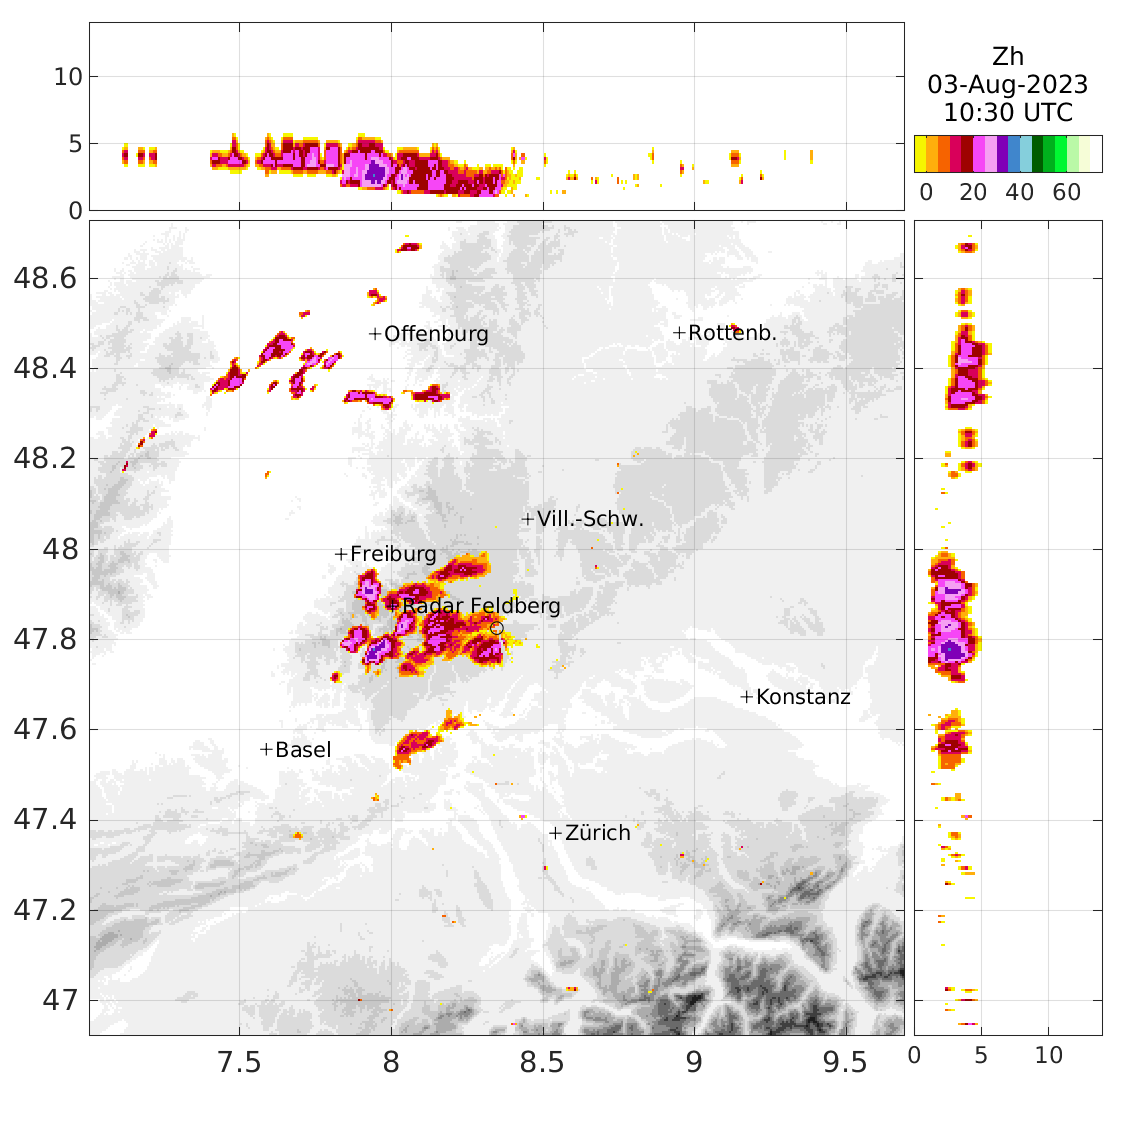 Zh
03-Aug-2023
10:30 UTC
0 20 40 60
10
5
0
48.6
48.4
48.2
48
47.8
47.6
47.4
47.2
47
Offenburg
Rottenb.
Vill.-Schw.
Freiburg
Radar Feldberg
Konstanz
Basel
Zürich
7.5 8 8.5 9 9.5
0 5 10